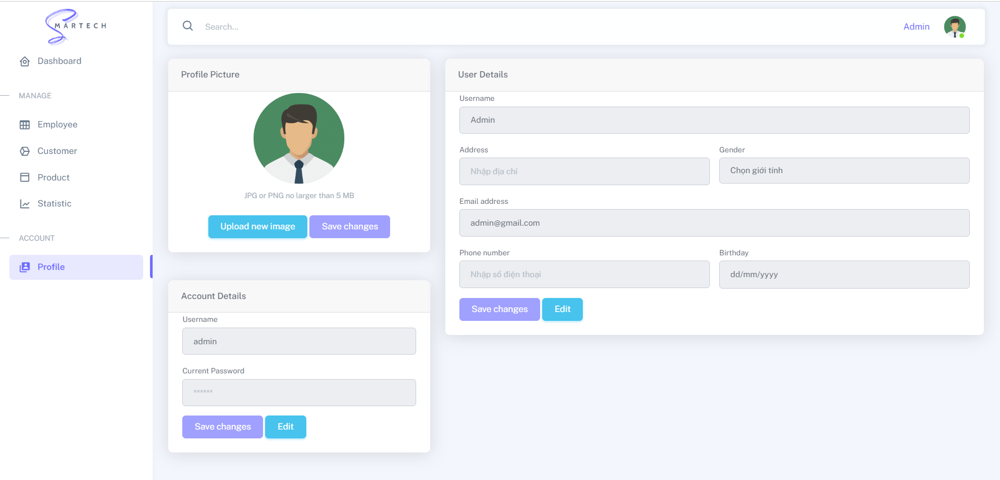 SMARTECH
Search...
Admin
Dashboard
MANAGE
Employee
Customer
Product
Statistic
ACCOUNT
Profile
Profile Picture
JPG or PNG no larger than 5 MB
Upload new image Save changes
Account Details
Username
admin
Current Password
******
Save changes Edit
User Details
Username
Admin
Address Gender
Nhập địa chỉ Chọn giới tính
Email address
admin@gmail.com
Phone number Birthday
Nhập số điện thoại dd/mm/yyyy
Save changes Edit